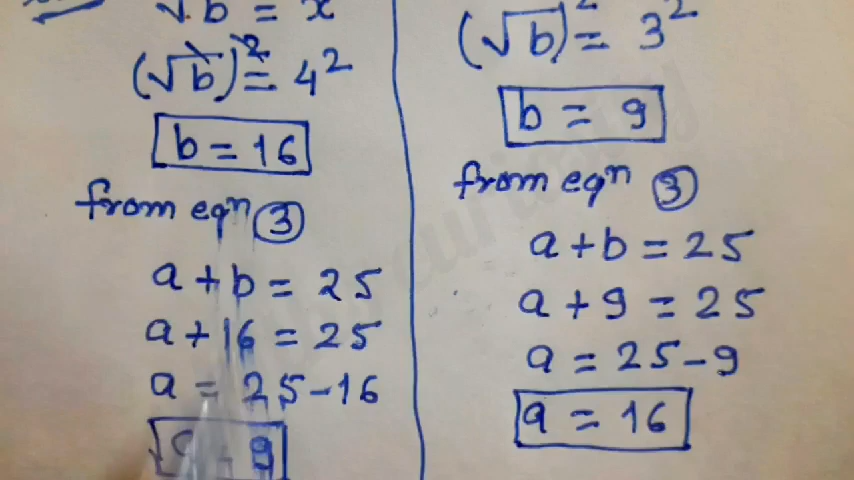 √b = x
(√b)² = 4²
b = 16
from eqⁿ ③
a + b = 25
a + 16 = 25
a = 25 - 16
a = 9
(√b)² = 3²
b = 9
from eqⁿ ③
a + b = 25
a + 9 = 25
a = 25 - 9
a = 16